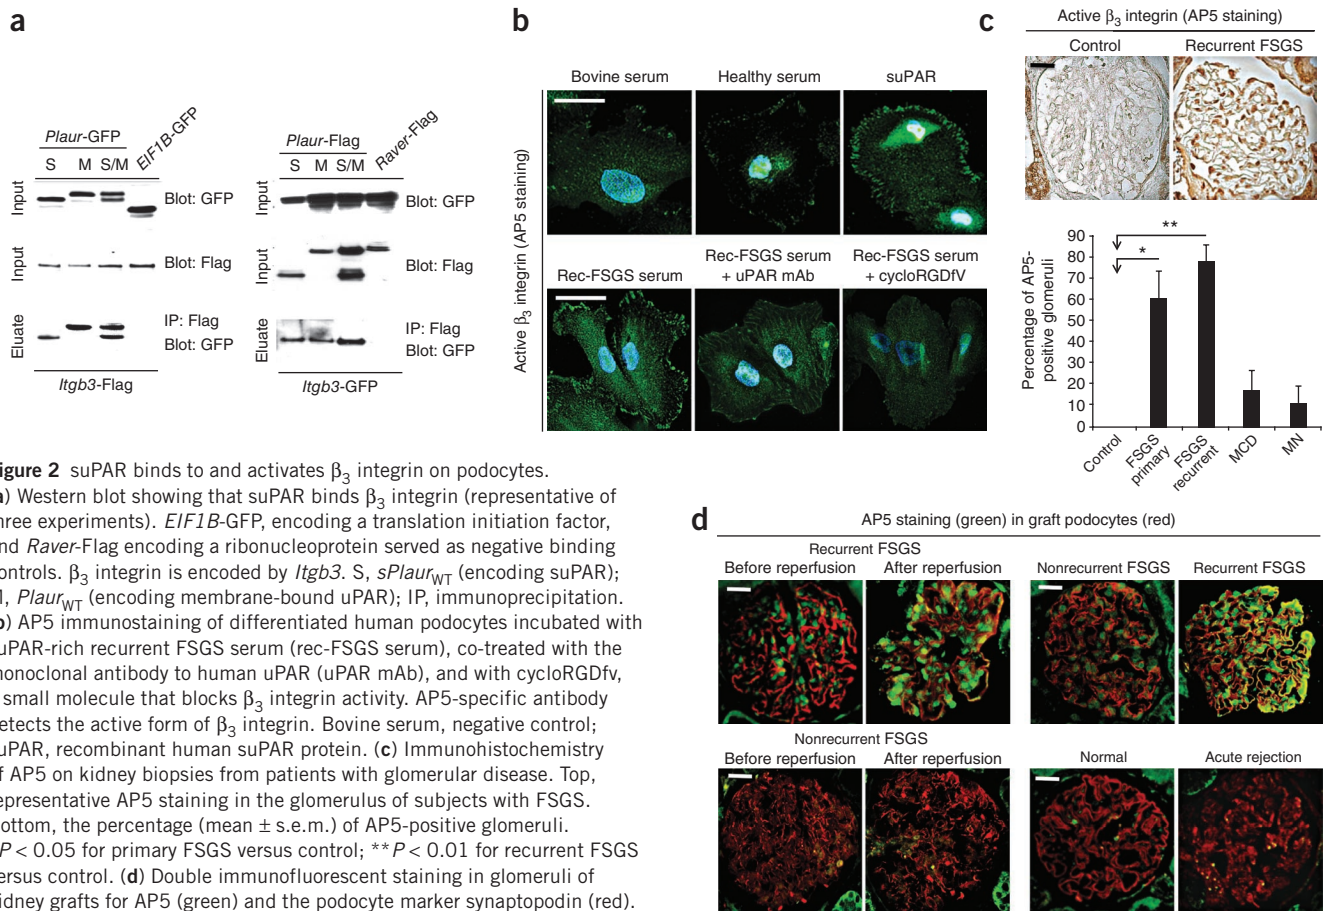 a
Plaur-GFP
EIF1B-GFP
S M S/M
Input
Blot: GFP
Input
Blot: Flag
Eluate
IP: Flag
Blot: GFP
Itgb3-Flag
Plaur-Flag
Raver-Flag
S M S/M
Input
Blot: GFP
Input
Blot: Flag
Eluate
IP: Flag
Blot: GFP
Itgb3-GFP
b
Active β3 integrin (AP5 staining)
Bovine serum
Healthy serum
suPAR
Rec-FSGS serum
Rec-FSGS serum
+ uPAR mAb
Rec-FSGS serum
+ cycloRGDfV
c
Active β3 integrin (AP5 staining)
Control
Recurrent FSGS
Percentage of AP5-
positive glomeruli
90
80
70
60
50
40
30
20
10
0
**
*
Control
FSGS
primary
FSGS
recurrent
MCD
MN
igure 2 suPAR binds to and activates β3 integrin on podocytes.
a) Western blot showing that suPAR binds β3 integrin (representative of
hree experiments). EIF1B-GFP, encoding a translation initiation factor,
nd Raver-Flag encoding a ribonucleoprotein served as negative binding
ontrols. β3 integrin is encoded by Itgb3. S, sPlaurWT (encoding suPAR);
, PlaurWT (encoding membrane-bound uPAR); IP, immunoprecipitation.
) AP5 immunostaining of differentiated human podocytes incubated with
uPAR-rich recurrent FSGS serum (rec-FSGS serum), co-treated with the
onoclonal antibody to human uPAR (uPAR mAb), and with cycloRGDfv,
small molecule that blocks β3 integrin activity. AP5-specific antibody
etects the active form of β3 integrin. Bovine serum, negative control;
uPAR, recombinant human suPAR protein. (c) Immunohistochemistry
f AP5 on kidney biopsies from patients with glomerular disease. Top,
epresentative AP5 staining in the glomerulus of subjects with FSGS.
ottom, the percentage (mean ± s.e.m.) of AP5-positive glomeruli.
P < 0.05 for primary FSGS versus control; **P < 0.01 for recurrent FSGS
ersus control. (d) Double immunofluorescent staining in glomeruli of
idney grafts for AP5 (green) and the podocyte marker synaptopodin (red).
d
AP5 staining (green) in graft podocytes (red)
Recurrent FSGS
Before reperfusion
After reperfusion
Nonrecurrent FSGS
Recurrent FSGS
Nonrecurrent FSGS
Before reperfusion
After reperfusion
Normal
Acute rejection